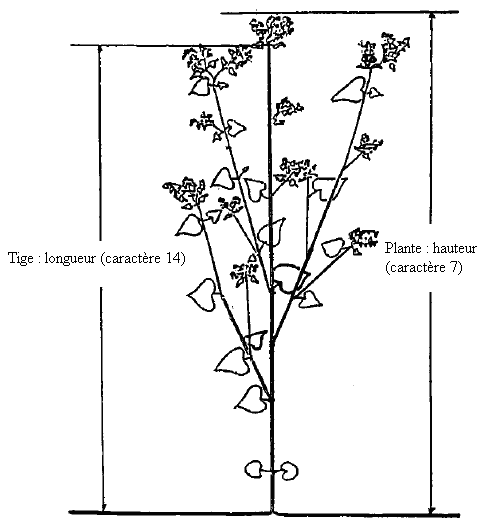 Tige : longueur (caractère 14)
Plante : hauteur
(caractère 7)